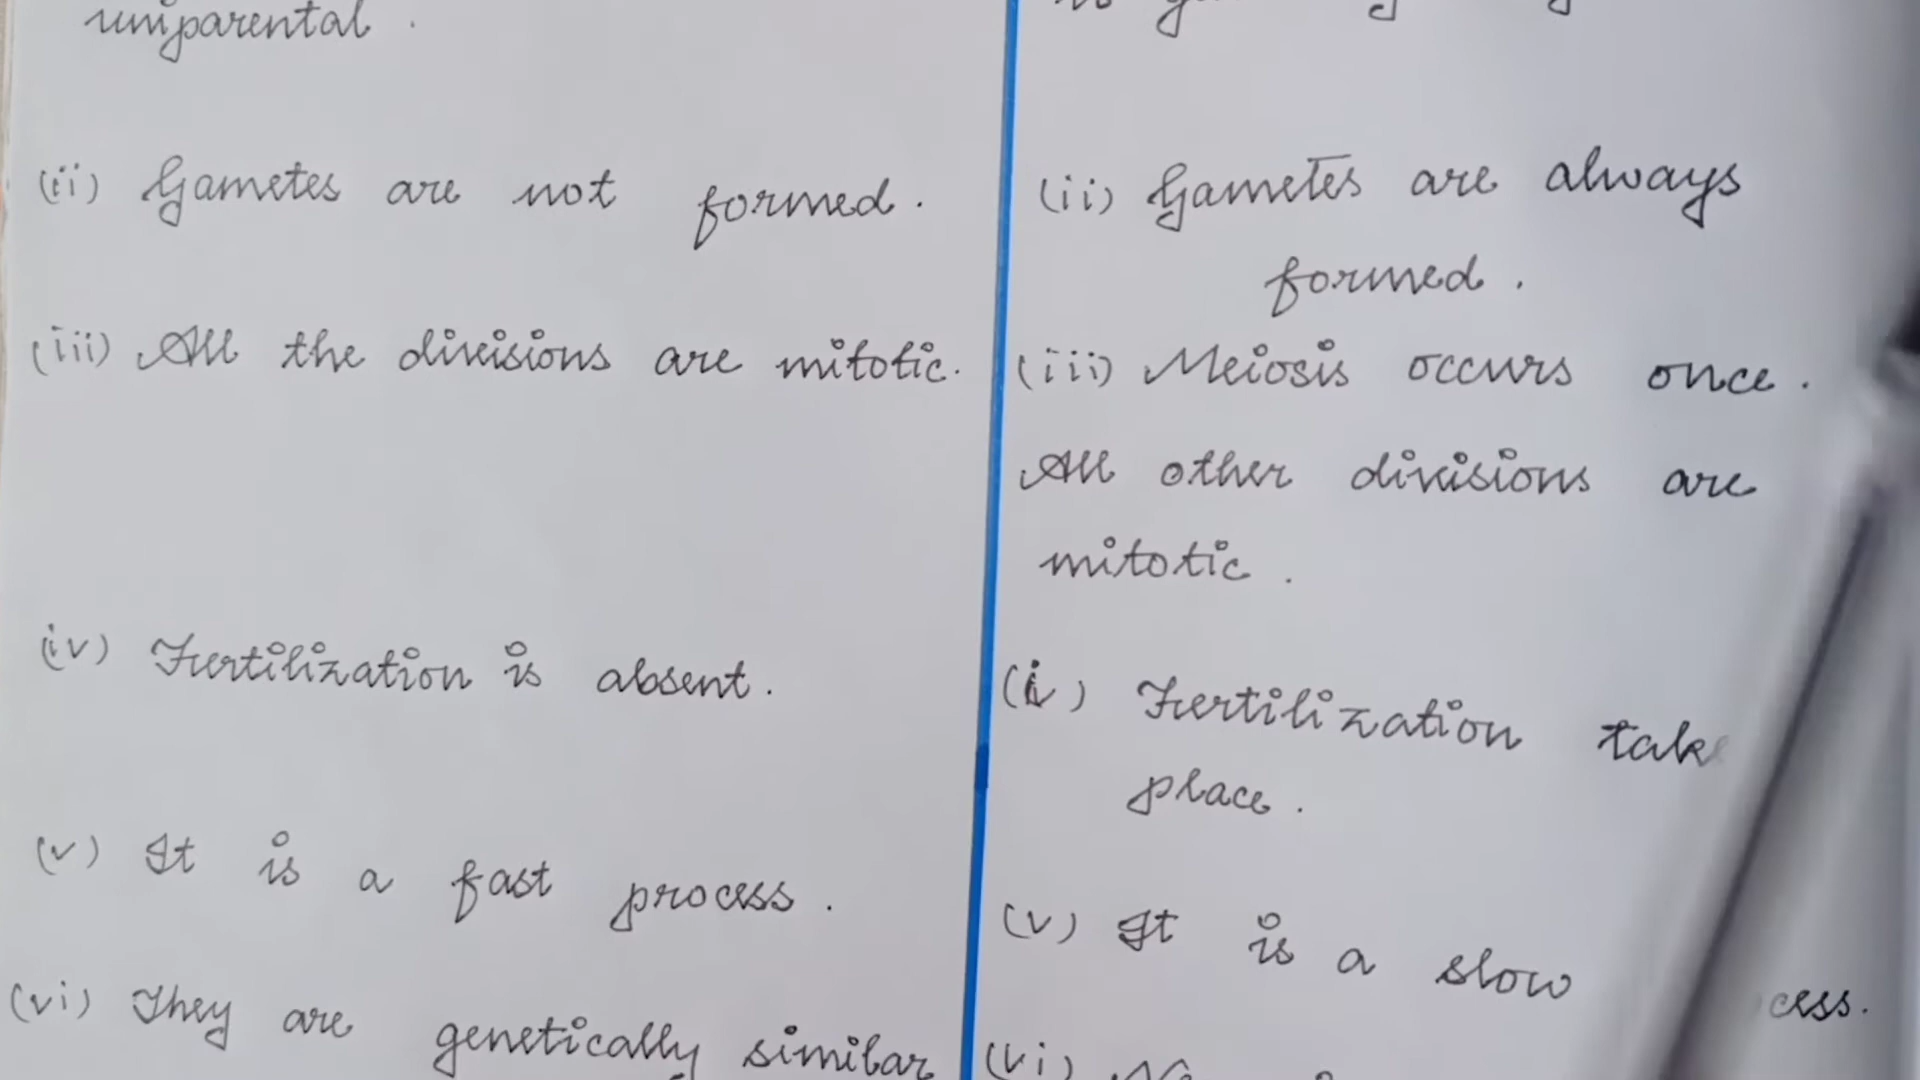 uniparental.
(ii) Gametes are not formed.
(iii) All the divisions are mitotic.
(iv) Fertilization is absent.
(v) It is a fast process.
(vi) They are genetically similar
(ii) Gametes are always
formed.
(iii) Meiosis occurs once.
All other divisions are
mitotic.
Fertilization
place.
(v) It is a slow
(vi)